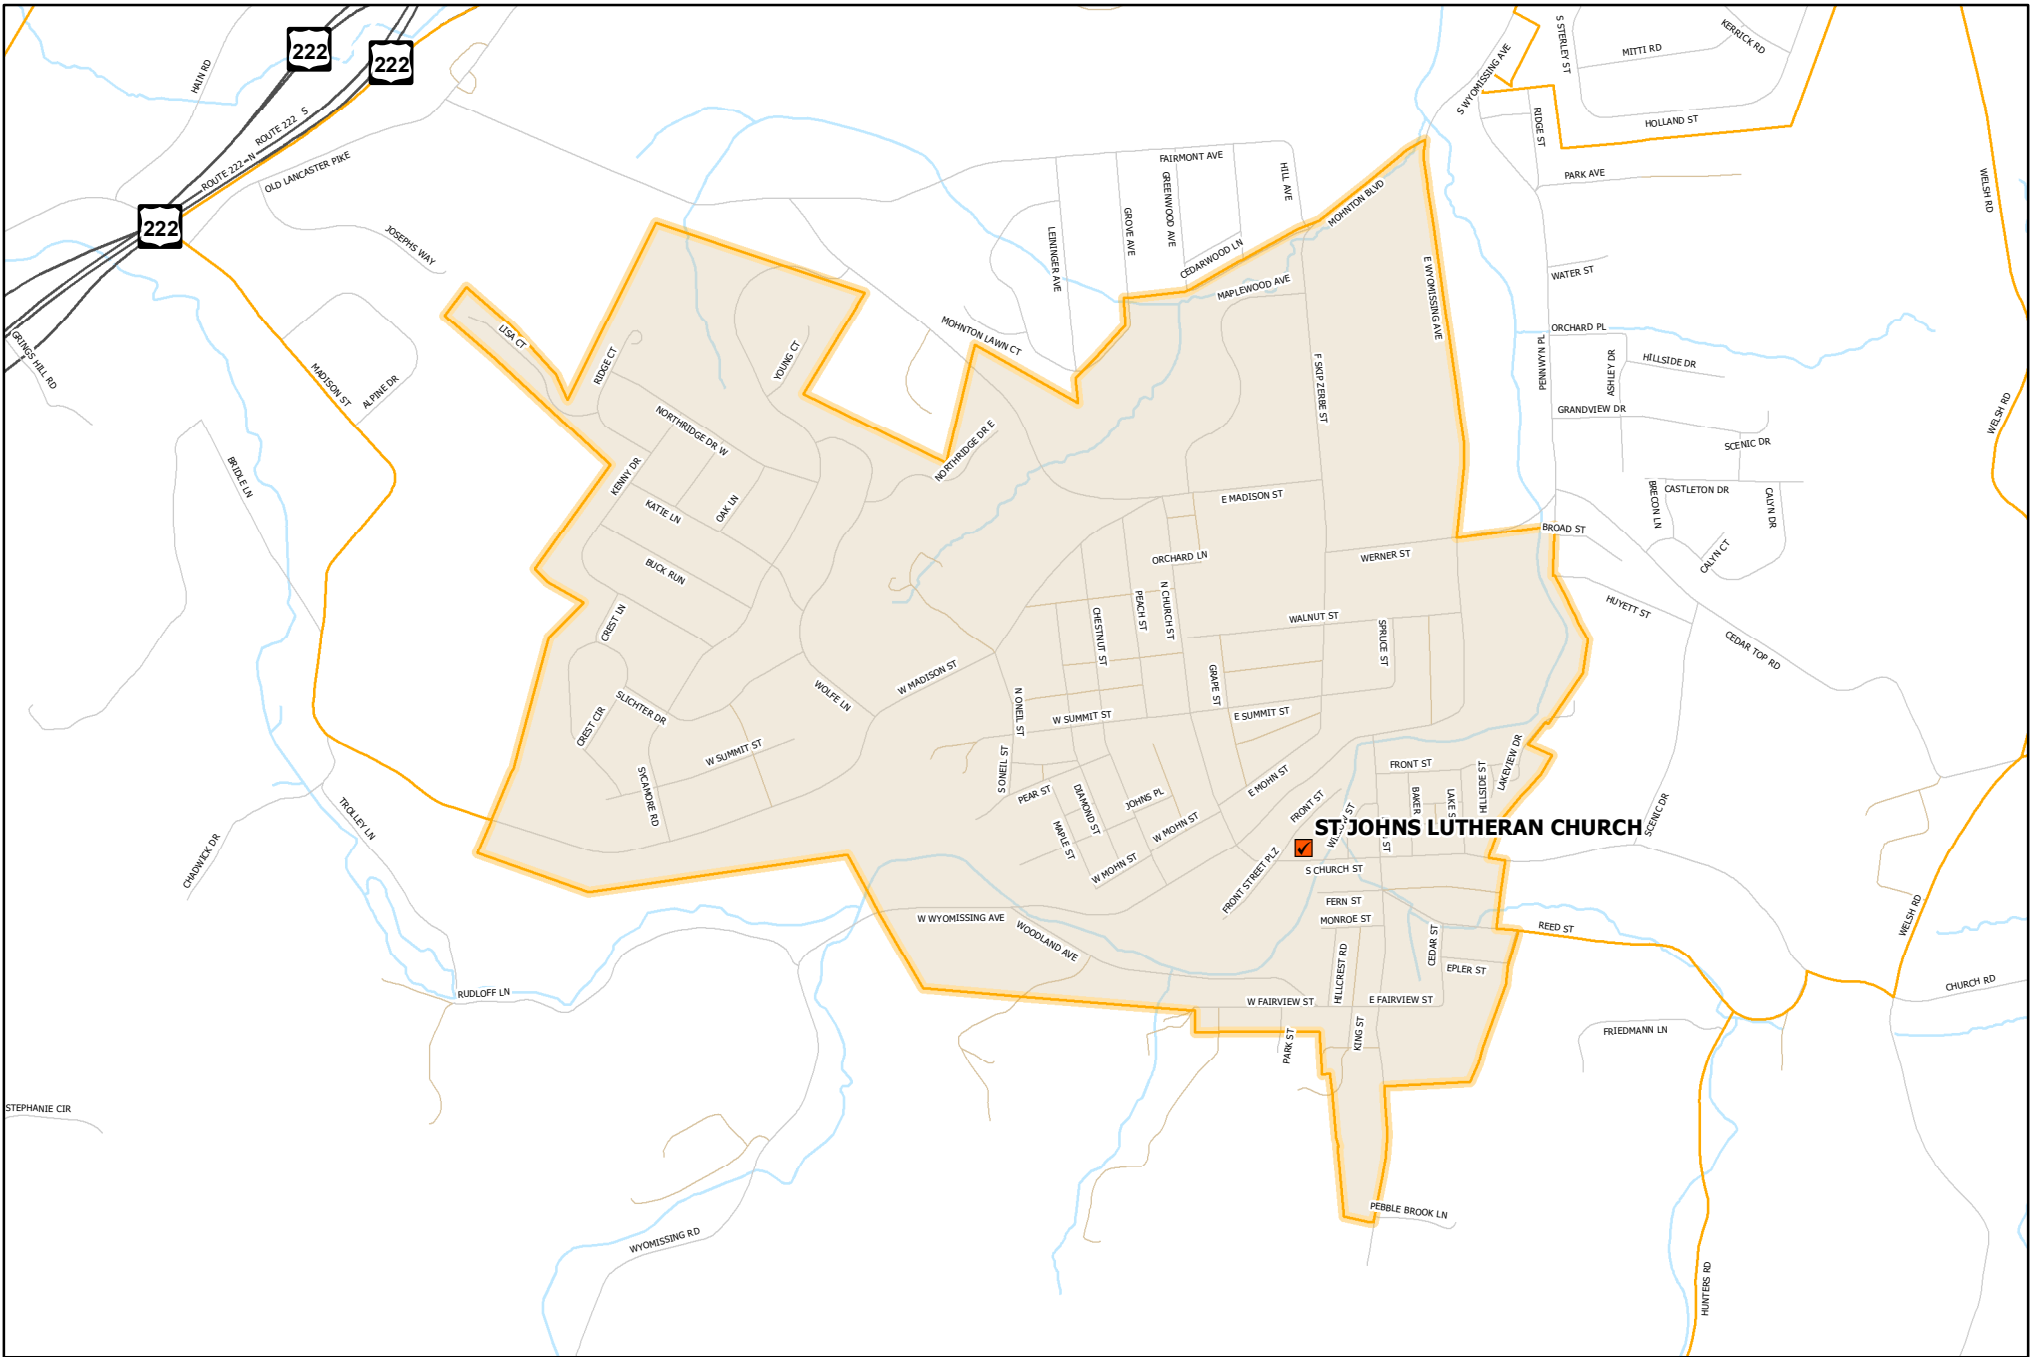 222
222
222
HAIN RD
ROUTE 222 S
ROUTE 222 N
OLD LANCASTER PIKE
JOSEPHS WAY
GRINGS HILL RD
MADISON ST
ALPINE DR
BRIDLE LN
LISA CT
RIDGE CT
YOUNG CT
NORTHRIDGE DR W
NORTHRIDGE DR E
KENNY DR
KATIE LN
OAK LN
BUCK RUN
CREST LN
CREST CIR
SLICHTER DR
SYCAMORE RD
W SUMMIT ST
WOLFE LN
W MADISON ST
MOHNTON LAWN CT
LEININGER AVE
GROVE AVE
GREENWOOD AVE
FAIRMONT AVE
HILL AVE
CEDARWOOD LN
MOHNTON BLVD
MAPLEWOOD AVE
E WYOMISSING AVE
S WYOMISSING AVE
S STERLEY ST
MITTI RD
KERRICK RD
HOLLAND ST
RIDGE ST
PARK AVE
WELSH RD
WATER ST
ORCHARD PL
PENNWYN PL
ASHLEY DR
HILLSIDE DR
GRANDVIEW DR
SCENIC DR
WELSH RD
CASTLETON DR
BRECON LN
CALYN DR
CALYN CT
BROAD ST
HUYETT ST
CEDAR TOP RD
F SKIP ZERBE ST
E MADISON ST
ORCHARD LN
WERNER ST
PEACH ST
N CHURCH ST
CHESTNUT ST
WALNUT ST
SPRUCE ST
GRAPE ST
N ONEIL ST
W SUMMIT ST
E SUMMIT ST
S ONEIL ST
PEAR ST
DIAMOND ST
JOHNS PL
MAPLE ST
W MOHN ST
W MOHN ST
E MOHN ST
FRONT ST
FRONT ST
BAKER
LAKE S
HILLSIDE ST
LAKEVIEW DR
ST JOHNS LUTHERAN CHURCH
SCENIC DR
FRONT STREET PLZ
S CHURCH ST
FERN ST
MONROE ST
CEDAR ST
EPLER ST
HILLCREST RD
W FAIRVIEW ST
E FAIRVIEW ST
PARK ST
KING ST
REED ST
WELSH RD
CHURCH RD
FRIEDMANN LN
HUNTERS RD
PEBBLE BROOK LN
W WYOMISSING AVE
WOODLAND AVE
TROLLEY LN
CHADWICK DR
RUDLOFF LN
STEPHANIE CIR
WYOMISSING RD